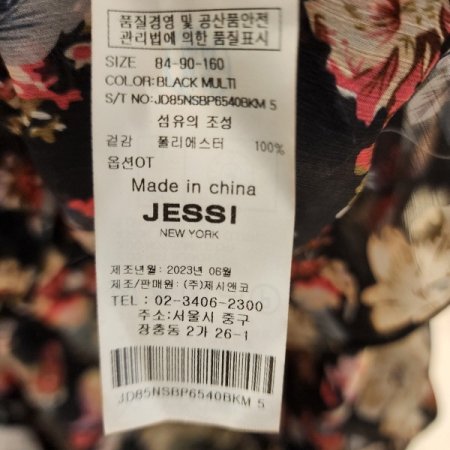 품질경영 및 공산품안전
관리법에 의한 품질표시
SIZE 84-90-160
COLOR:BLACK MULTI
S/T NO:JD85NSBP6540BKM 5
섬유의 조성
겉감 폴리에스터 100%
옵션OT
Made in china
JESSI
NEW YORK
제조년월 : 2023년 06월
제조/판매원 : (주)제시앤코
TEL : 02-3406-2300
주소:서울시 중구
장충동 2가 26-1
JD85NSBP6540BKM 5